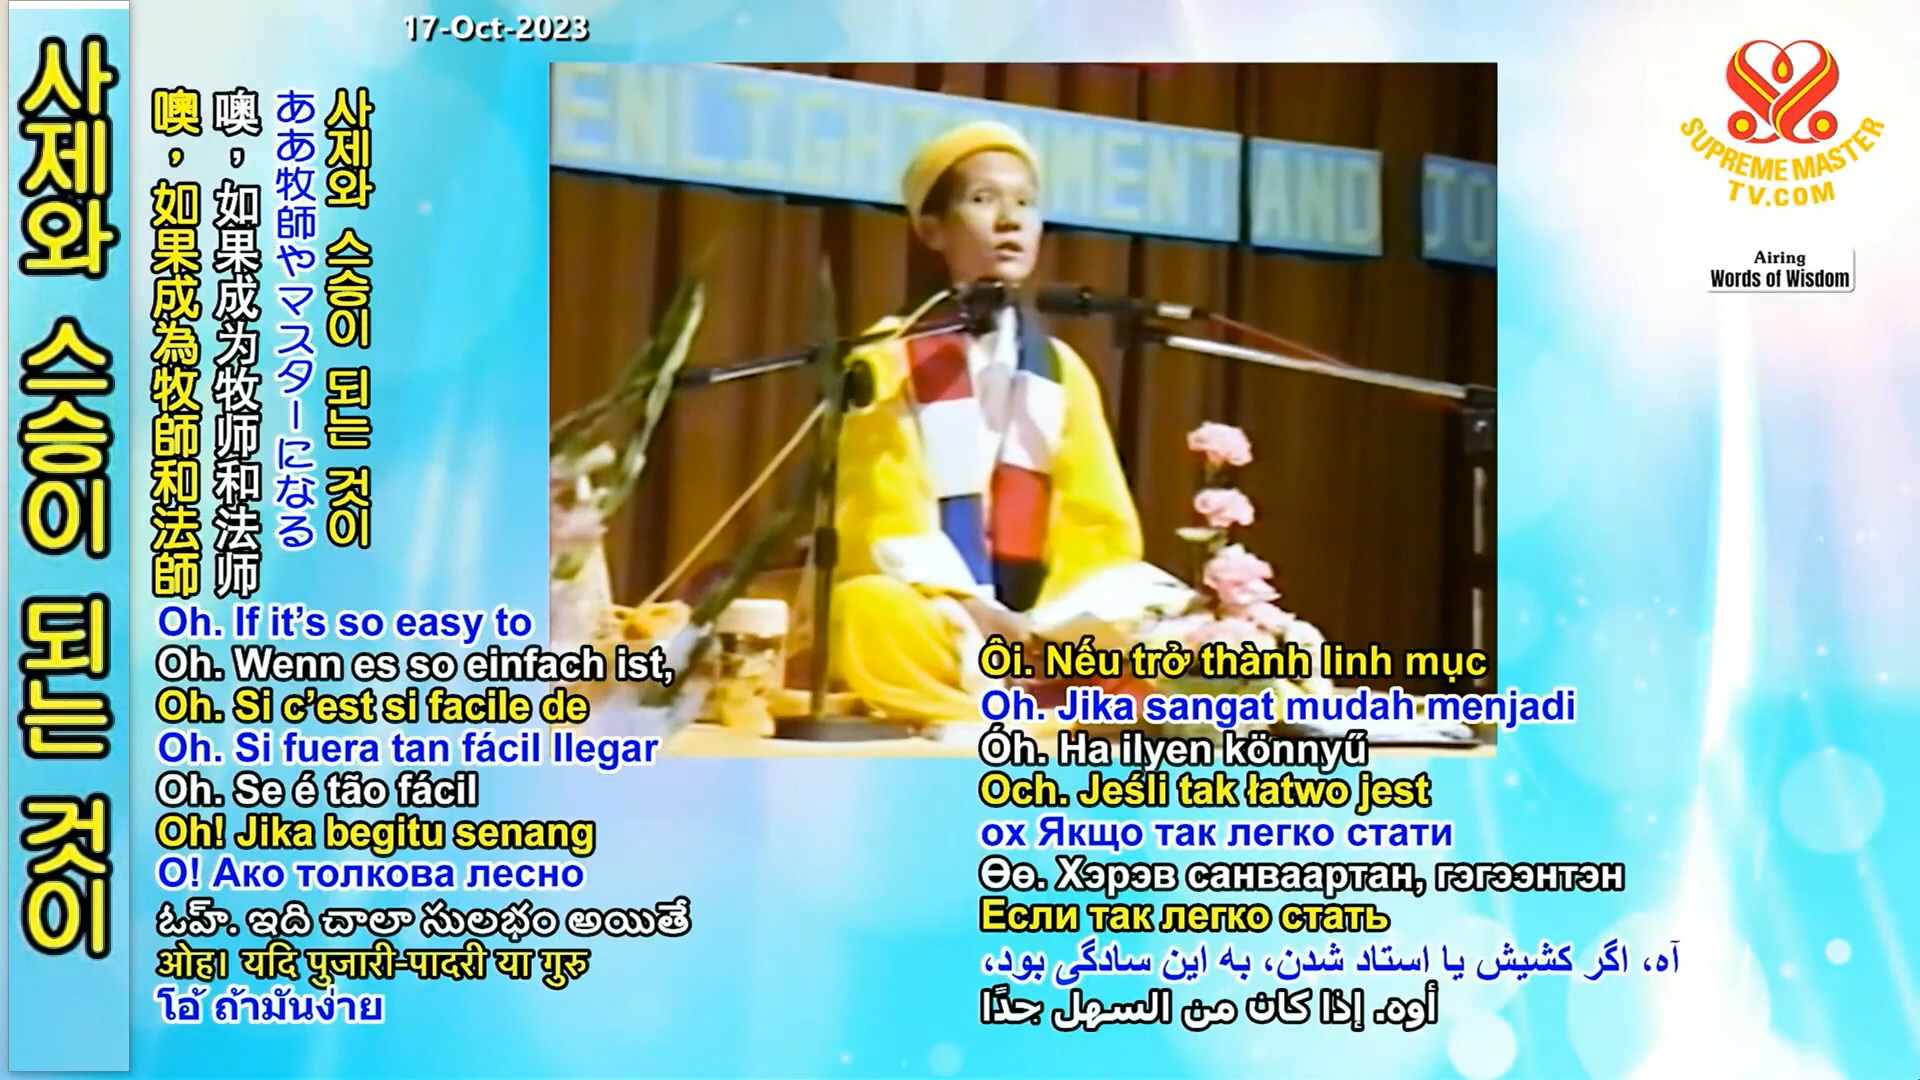 17-Oct-2023
사제와 스승이 되는 것이
噢，如果成為牧師和法師
噢，如果成为牧师和法师
ああ牧師やマスターになる
사제와 스승이 되는 것이
ENLIGHTENMENT AND JO
SUPREME MASTER
TV.COM
Airing
Words of Wisdom
Oh. If it’s so easy to
Oh. Wenn es so einfach ist,
Oh. Si c’est si facile de
Oh. Si fuera tan fácil llegar
Oh. Se é tão fácil
Oh! Jika begitu senang
О! Ако толкова лесно
ఓహ్. ఇది చాలా సులభం అయితే
ओह। यदि पुजारी-पादरी या गुरु
โอ้ ถ้ามันง่าย
Ôi. Nếu trở thành linh mục
Oh. Jika sangat mudah menjadi
Óh. Ha ilyen könnyű
Och. Jeśli tak łatwo jest
ох Якщо так легко стати
Өө. Хэрэв санваартан, гэгээнтэн
Если так легко стать
آه، اگر کشیش یا استاد شدن، به این سادگی بود،
أوه. إذا كان من السهل جدًا